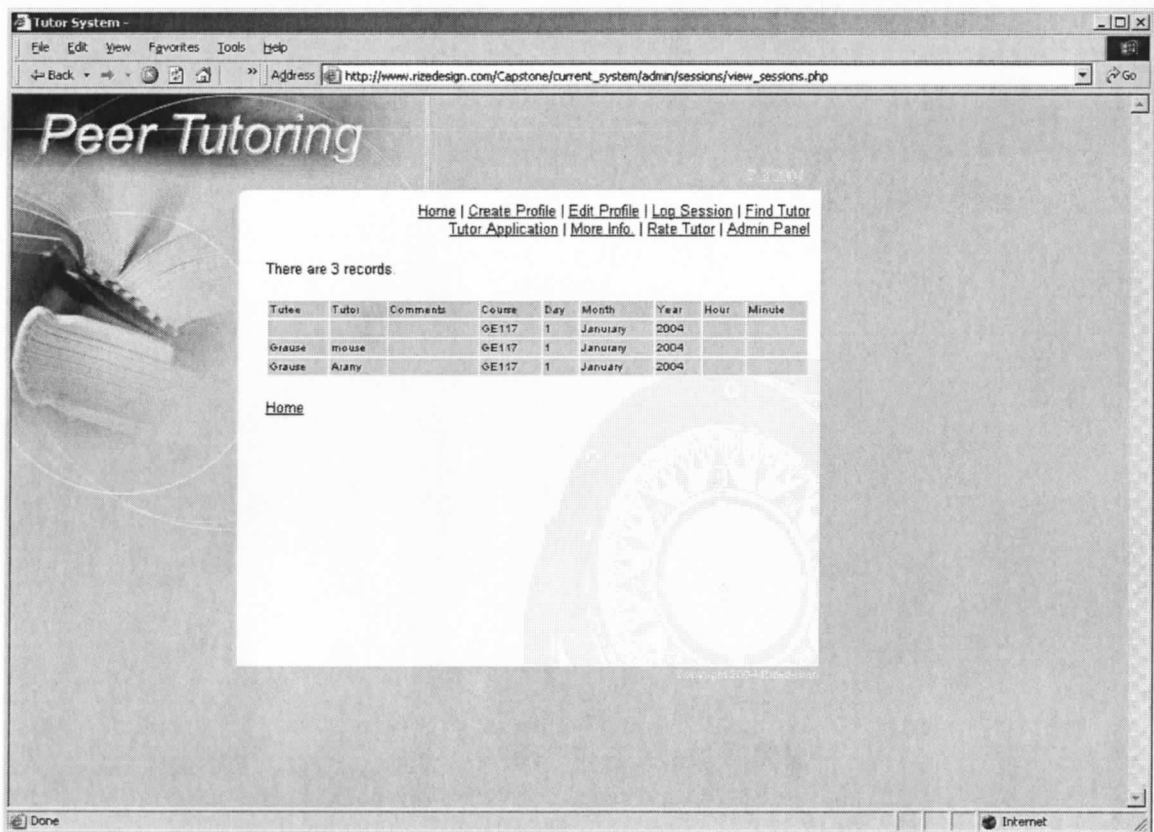 Tutor System -
File Edit View Favorites Tools Help
Back » Address http://www.rizedesign.com/Capstone/current_system/admin/sessions/view_sessions.php Go
Peer Tutoring
Home | Create Profile | Edit Profile | Log Session | Find Tutor
Tutor Application | More Info. | Rate Tutor | Admin Panel
There are 3 records.
Tutee Tutor Comments Course Day Month Year Hour Minute
GE117 1 Janurary 2004
Grause mouse GE117 1 Janurary 2004
Grause Arany GE117 1 January 2004
Home
Done Internet